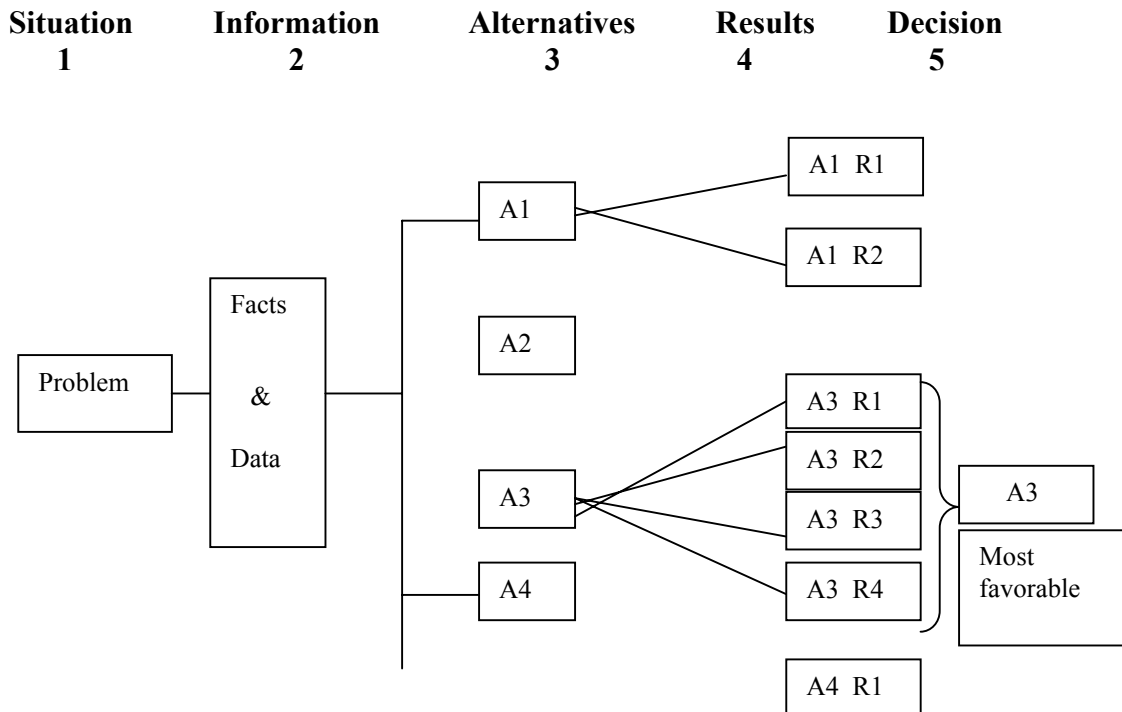 Situation Information Alternatives Results Decision
1 2 3 4 5
A1 R1
A1
A1 R2
Facts
A2
Problem
&
A3 R1
A3 R2
Data
A3
A3
A3 R3
Most
favorable
A4
A3 R4
A4 R1